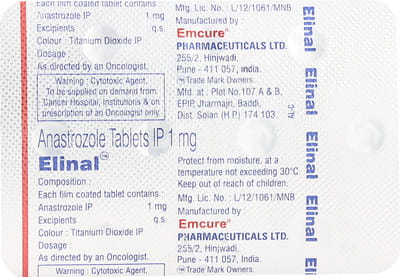 Each film coated tablet contains :
Anastrozole IP 1 mg
Excipients q.s.
Colour : Titanium Dioxide IP
Dosage :
As directed by an Oncologist.
Warning : Cytotoxic Agent.
To be supplied on demand from
Cancer Hospital, Institutions & on
prescription of an Oncologist only.
Mfg. Lic. No. : L/12/1061/MNB
Manufactured by :
Emcure®
PHARMACEUTICALS LTD.
255/2, Hinjwadi,
Pune - 411 057, India.
Trade Mark Owners.
Mfd. at : Plot No.107 A & B,
EPIP, Jharmajri, Baddi,
Dist. Solan (H.P.) 174 103.
AL-C
Anastrozole Tablets IP 1 mg
Elinal™
Composition :
Each film coated tablet contains :
Anastrozole IP 1 mg
Excipients q.s.
Colour : Titanium Dioxide IP
Dosage :
As directed by an Oncologist.
Warning : Cytotoxic Agent.
Protect from moisture, at a
temperature not exceeding 30°C
Keep out of reach of children.
Mfg. Lic. No. : L/12/1061/MNB
Manufactured by :
Emcure®
PHARMACEUTICALS LTD.
255/2, Hinjwadi,
Pune - 411 057, India.
Trade Mark Owners.
Elinal
Elinal
Elinal
Elinal